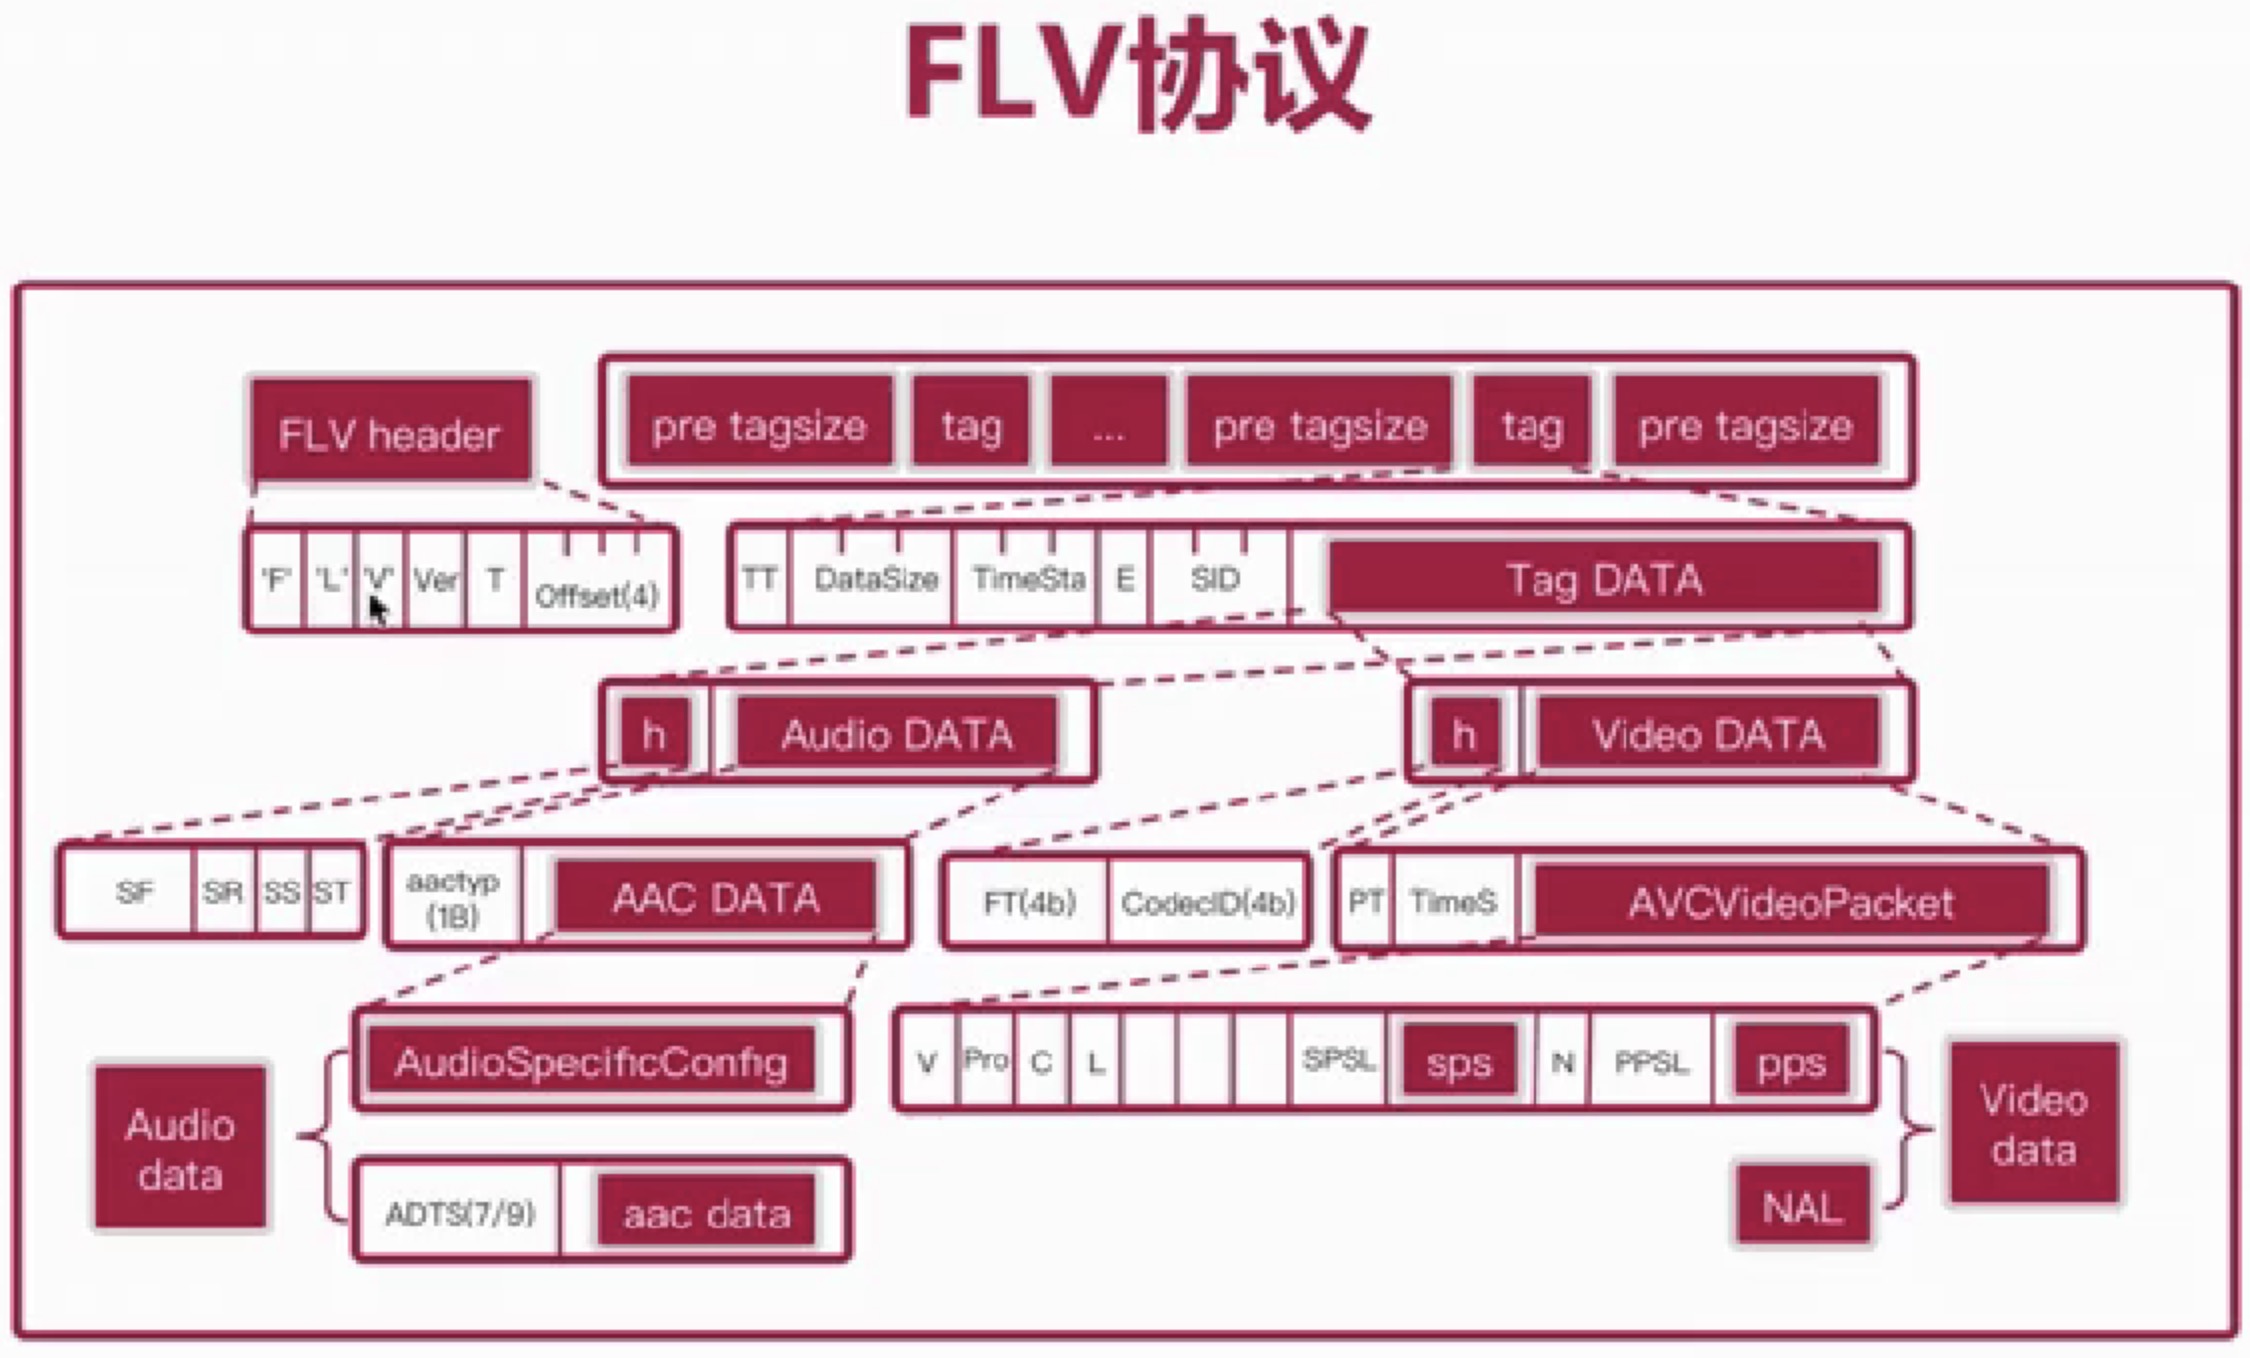 FLV协议
FLV header
pre tagsize
tag
...
pre tagsize
tag
pre tagsize
'F'
'L'
'V'
Ver
T
Offset(4)
TT
DataSize
TimeSta
E
SID
Tag DATA
h
Audio DATA
h
Video DATA
SF
SR
SS
ST
aactyp
(1B)
AAC DATA
FT(4b)
CodecID(4b)
PT
TimeS
AVCVideoPacket
AudioSpecificConfig
V
Pro
C
L
SPSL
sps
N
PPSL
pps
Audio
data
Video
data
ADTS(7/9)
aac data
NAL